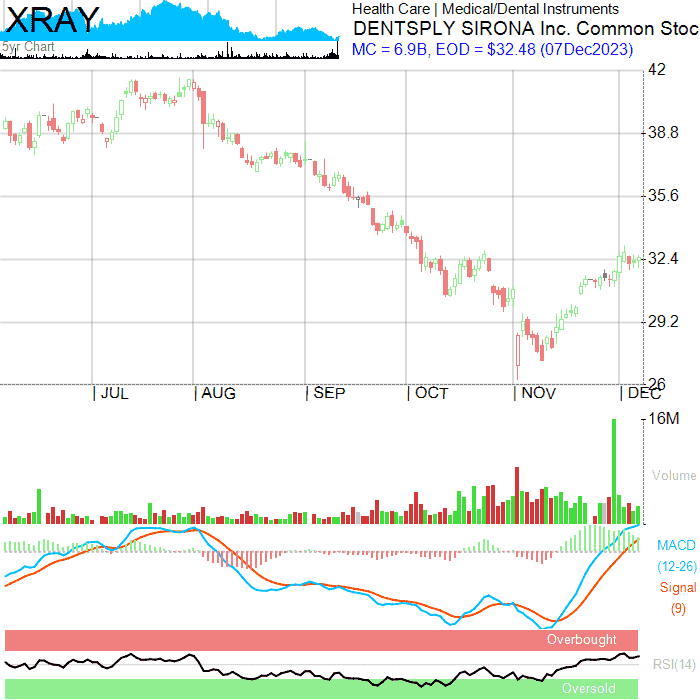 XRAY
5yr Chart
Health Care | Medical/Dental Instruments
DENTSPLY SIRONA Inc. Common Stoc
MC = 6.9B, EOD = $32.48 (07Dec2023)
42
38.8
35.6
32.4
29.2
26
| JUL | AUG | SEP | OCT | NOV | DEC
16M
Volume
MACD
(12-26)
Signal
(9)
Overbought
RSI(14)
Oversold